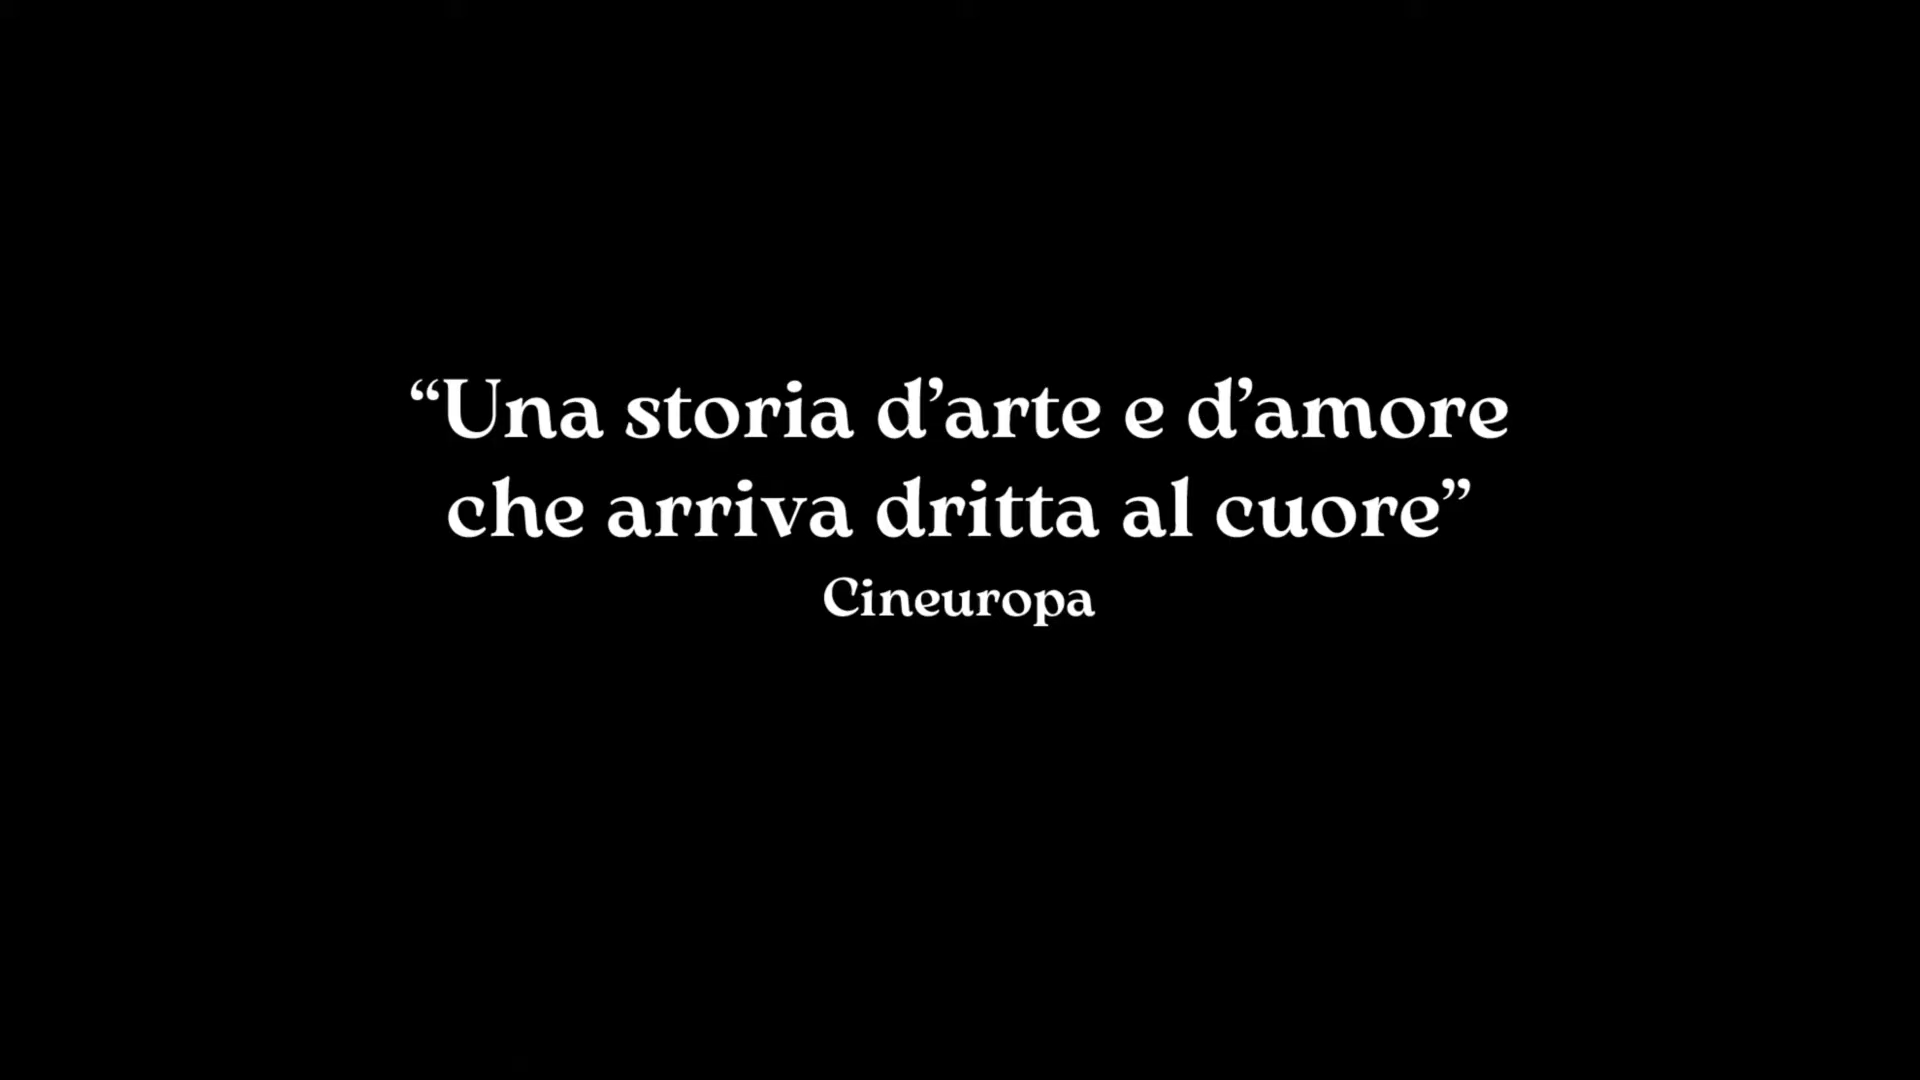 “Una storia d’arte e d’amore
che arriva dritta al cuore”
Cineuropa